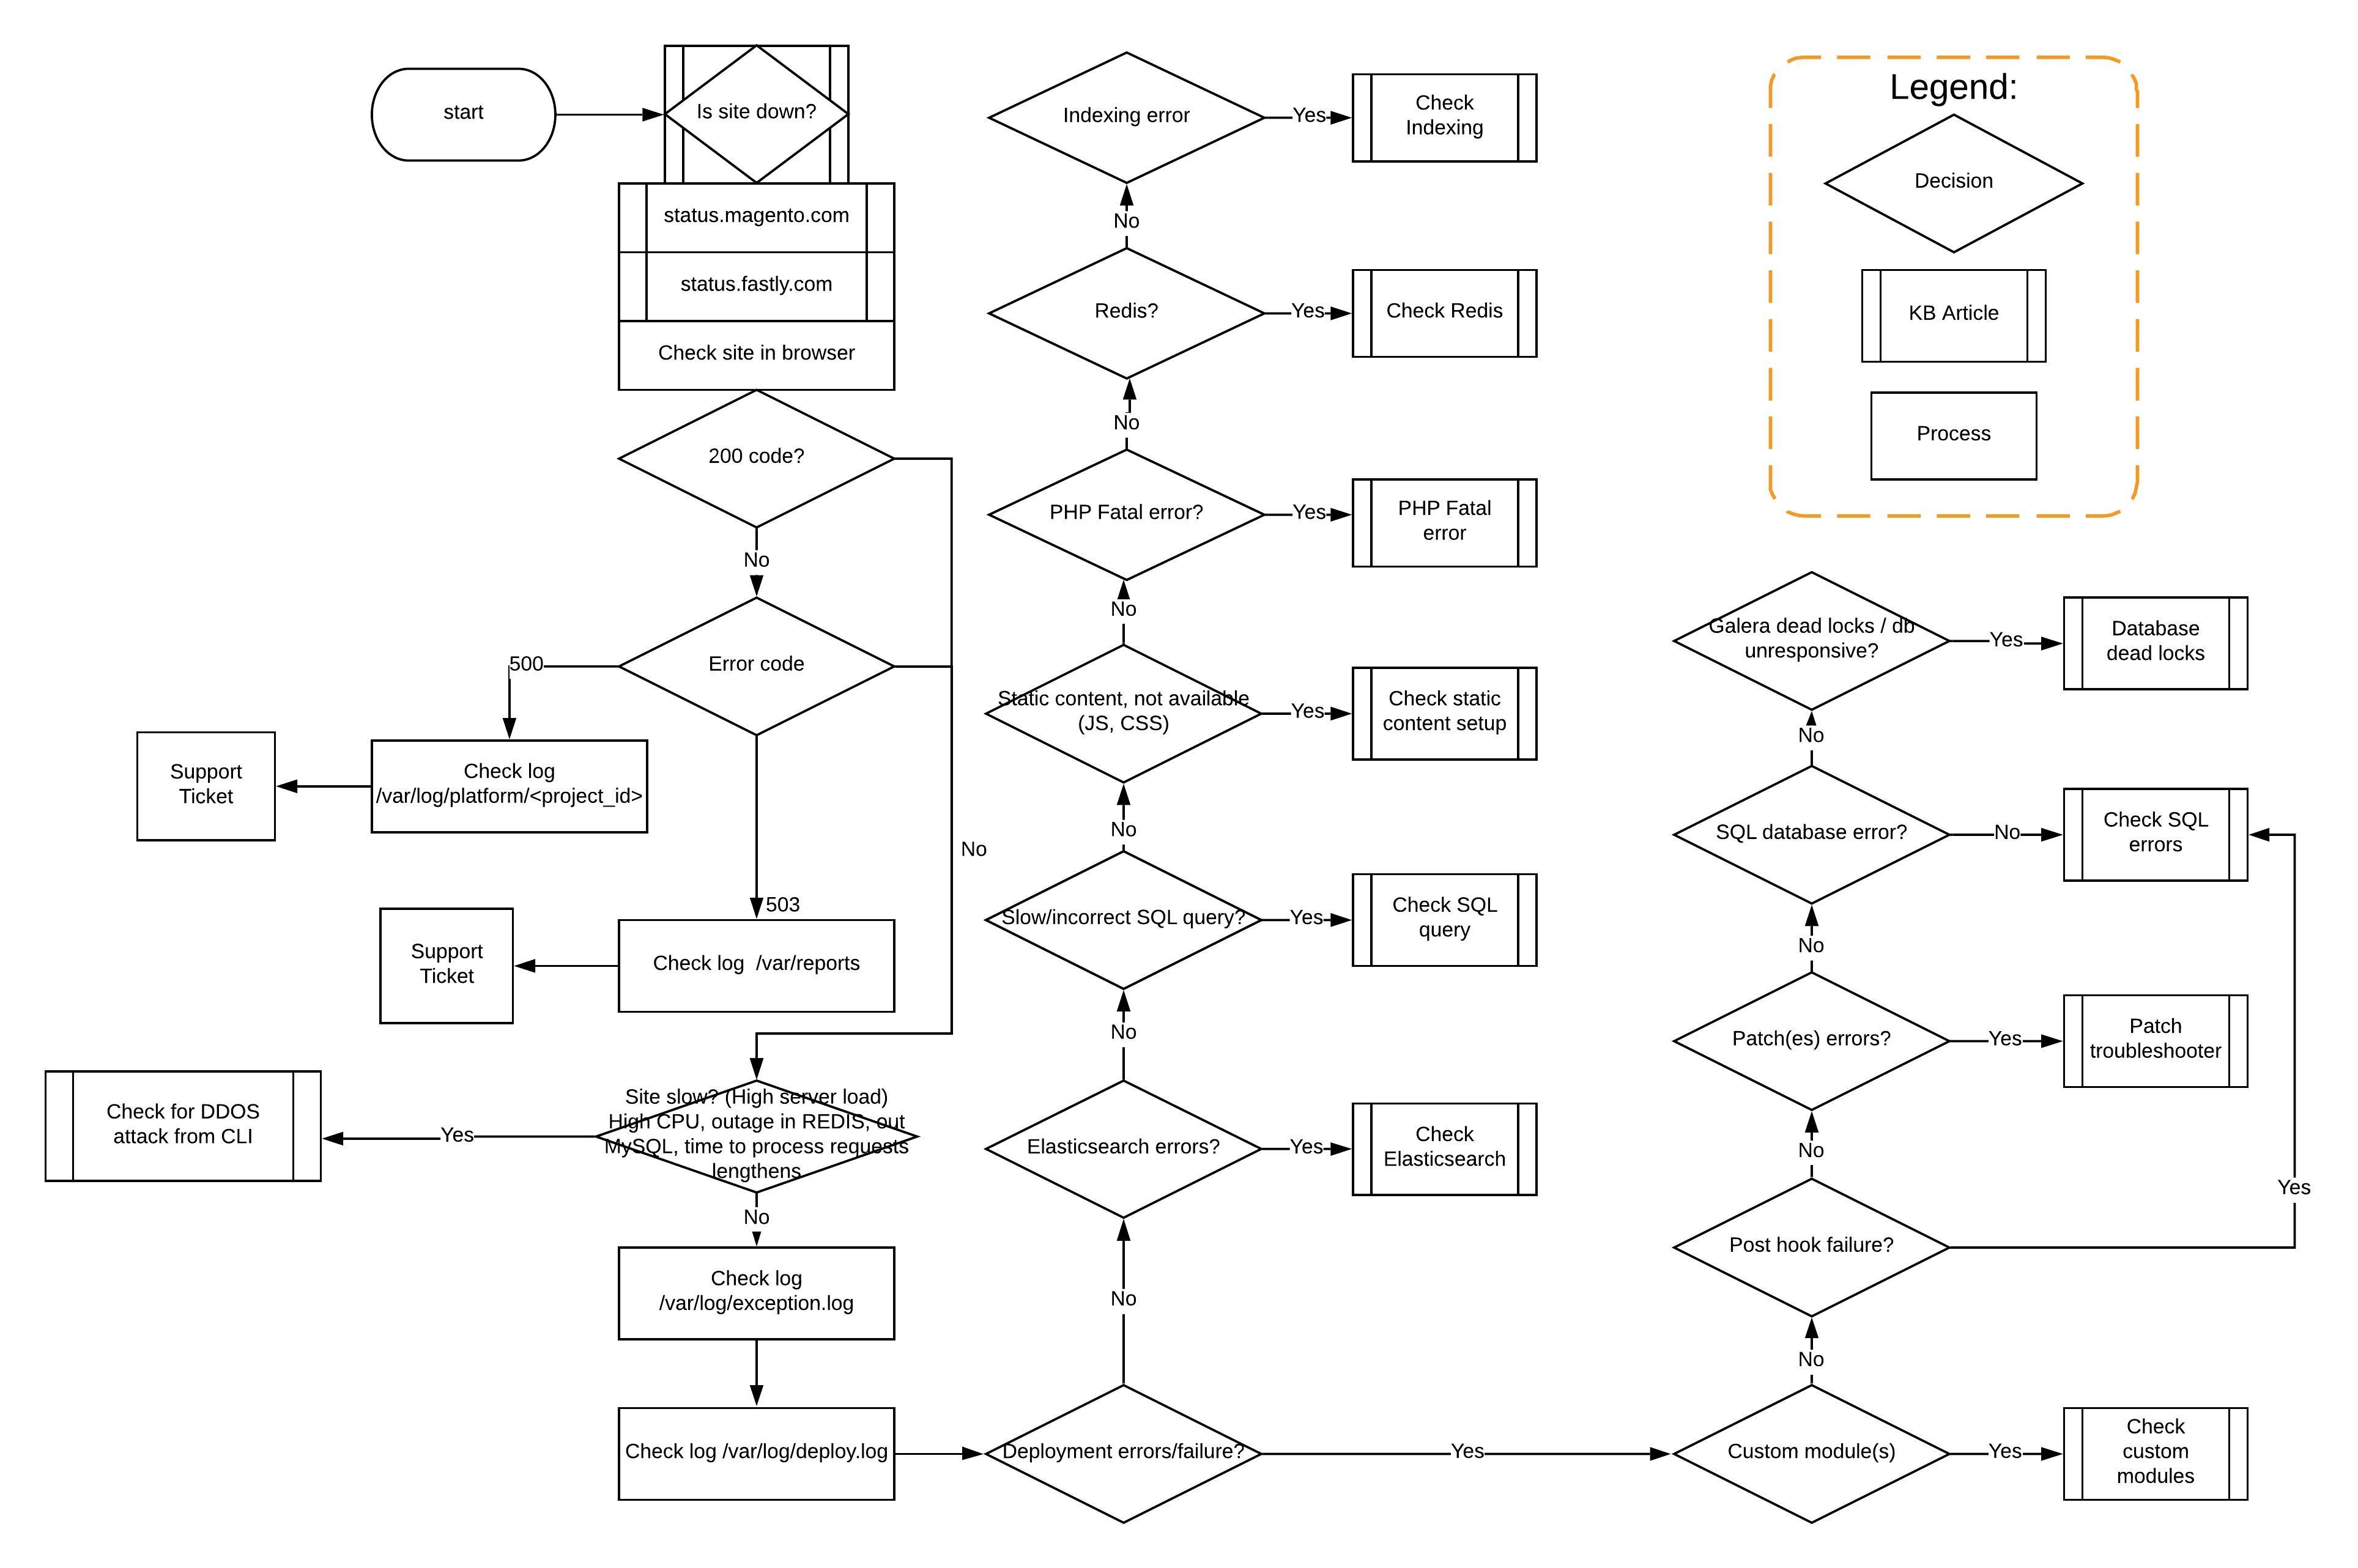 start
Is site down?
status.magento.com
status.fastly.com
Check site in browser
200 code?
No
Error code
500
Check log
/var/log/platform/<project_id>
Support
Ticket
No
503
Check log  /var/reports
Support
Ticket
Site slow? (High server load)
High CPU, outage in REDIS, out
MySQL, time to process requests
lengthens
Yes
Check for DDOS
attack from CLI
No
Check log
/var/log/exception.log
Check log /var/log/deploy.log
Deployment errors/failure?
No
Elasticsearch errors?
Yes
Check
Elasticsearch
No
Slow/incorrect SQL query?
Yes
Check SQL
query
No
Static content, not available
(JS, CSS)
Yes
Check static
content setup
No
PHP Fatal error?
Yes
PHP Fatal
error
No
Redis?
Yes
Check Redis
No
Indexing error
Yes
Check
Indexing
Yes
Custom module(s)
Yes
Check
custom
modules
No
Post hook failure?
Yes
No
Patch(es) errors?
Yes
Patch
troubleshooter
No
SQL database error?
No
Check SQL
errors
No
Galera dead locks / db
unresponsive?
Yes
Database
dead locks
Legend:
Decision
KB Article
Process